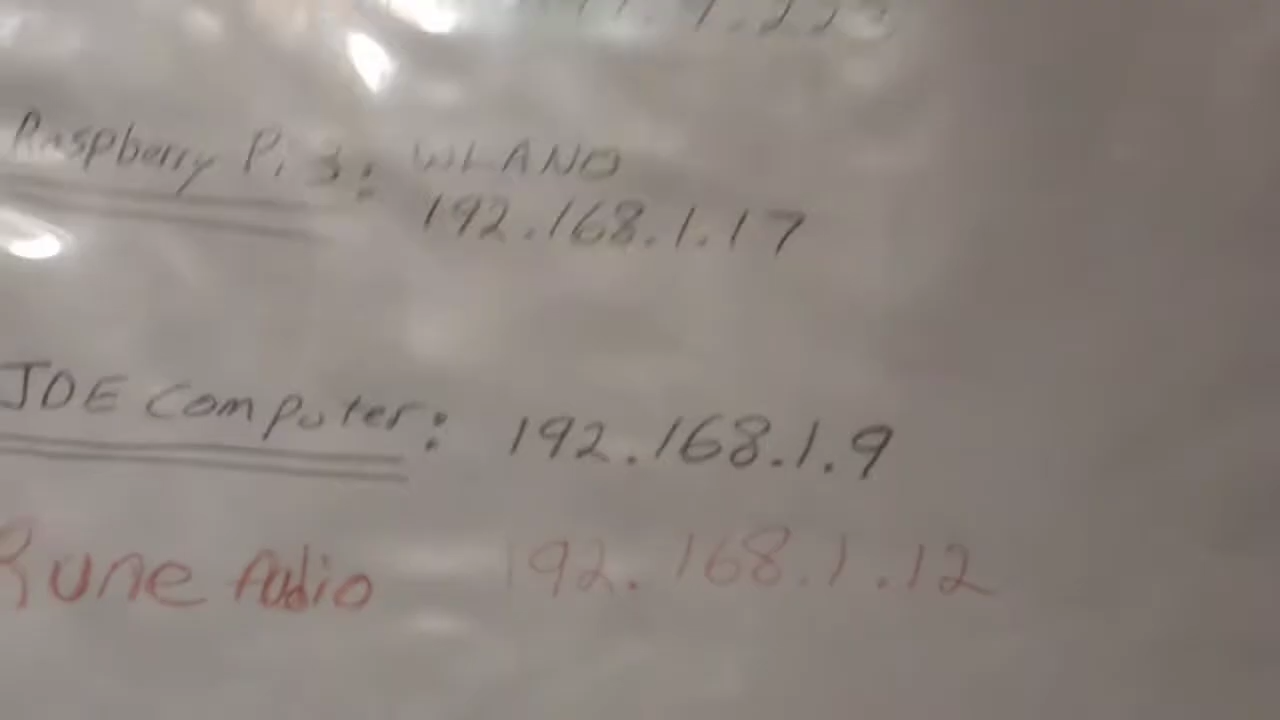 Raspberry Pi 3: WLAN0
192.168.1.17
JOE Computer: 192.168.1.9
Rune Audio 192.168.1.12